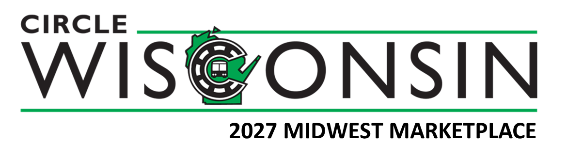 CIRCLE
WISCONSIN
2027 MIDWEST MARKETPLACE